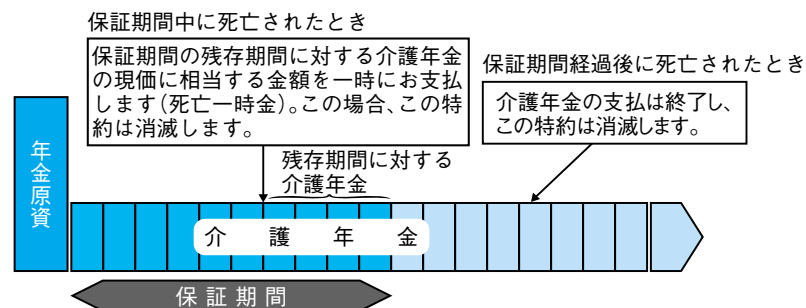 保証期間中に死亡されたとき
保証期間の残存期間に対する介護年金
の現価に相当する金額を一時にお支払
します(死亡一時金)。この場合、この特
約は消滅します。
保証期間経過後に死亡されたとき
介護年金の支払は終了し、
この特約は消滅します。
年金原資
残存期間に対する
介護年金
介護年金
保証期間